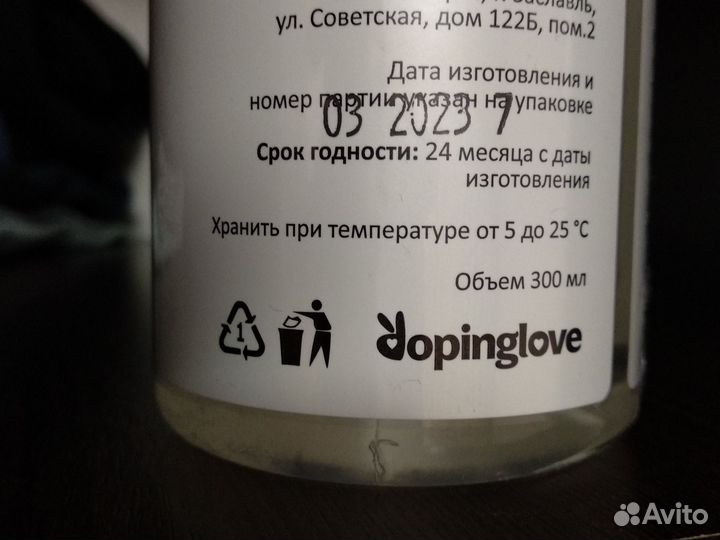 Заславль,
ул. Советская, дом 122Б, пом.2
Дата изготовления и
номер партии указан на упаковке
03 2023 7
Срок годности: 24 месяца с даты
изготовления
Хранить при температуре от 5 до 25 °C
Объем 300 мл
1
dopinglove
Avito